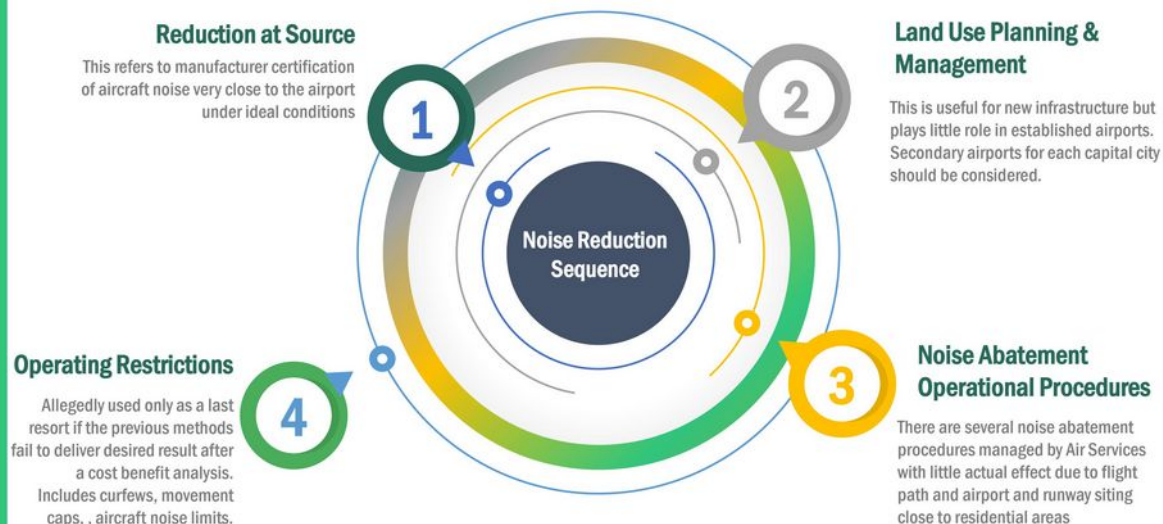 Reduction at Source
This refers to manufacturer certification
of aircraft noise very close to the airport
under ideal conditions
1
2
Land Use Planning &
Management
This is useful for new infrastructure but
plays little role in established airports.
Secondary airports for each capital city
should be considered.
Noise Reduction
Sequence
3
Noise Abatement
Operational Procedures
There are several noise abatement
procedures managed by Air Services
with little actual effect due to flight
path and airport and runway siting
close to residential areas
Operating Restrictions
Allegedly used only as a last
resort if the previous methods
fail to deliver desired result after
a cost benefit analysis.
Includes curfews, movement
caps, , aircraft noise limits.
4